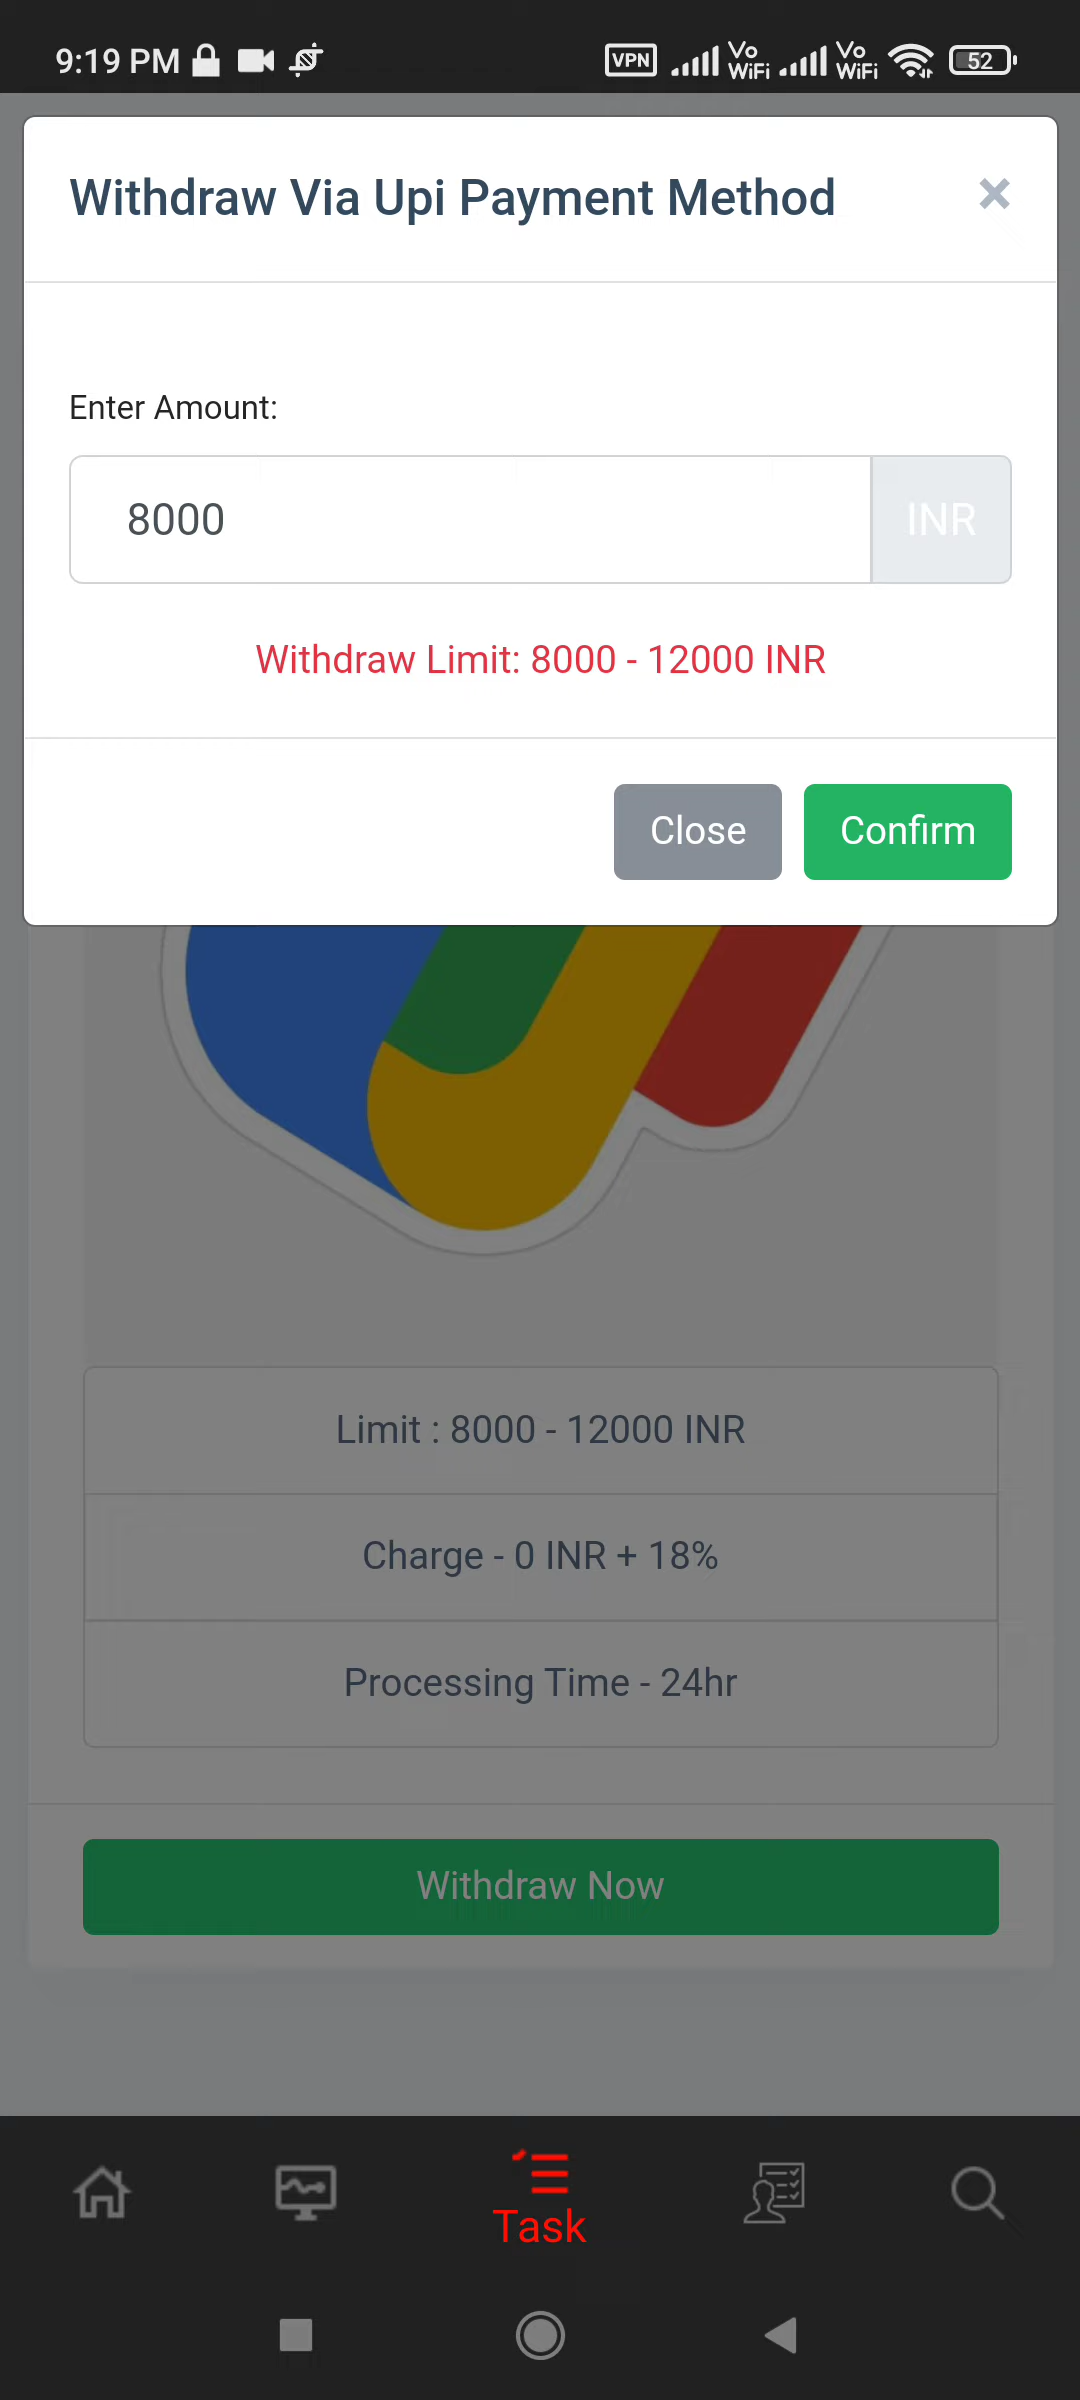 9:19 PM VPN Vo WiFi Vo WiFi 52
Withdraw Via Upi Payment Method ×
Enter Amount:
8000 INR
Withdraw Limit: 8000 - 12000 INR
Close Confirm
Limit : 8000 - 12000 INR
Charge - 0 INR + 18%
Processing Time - 24hr
Withdraw Now
Task